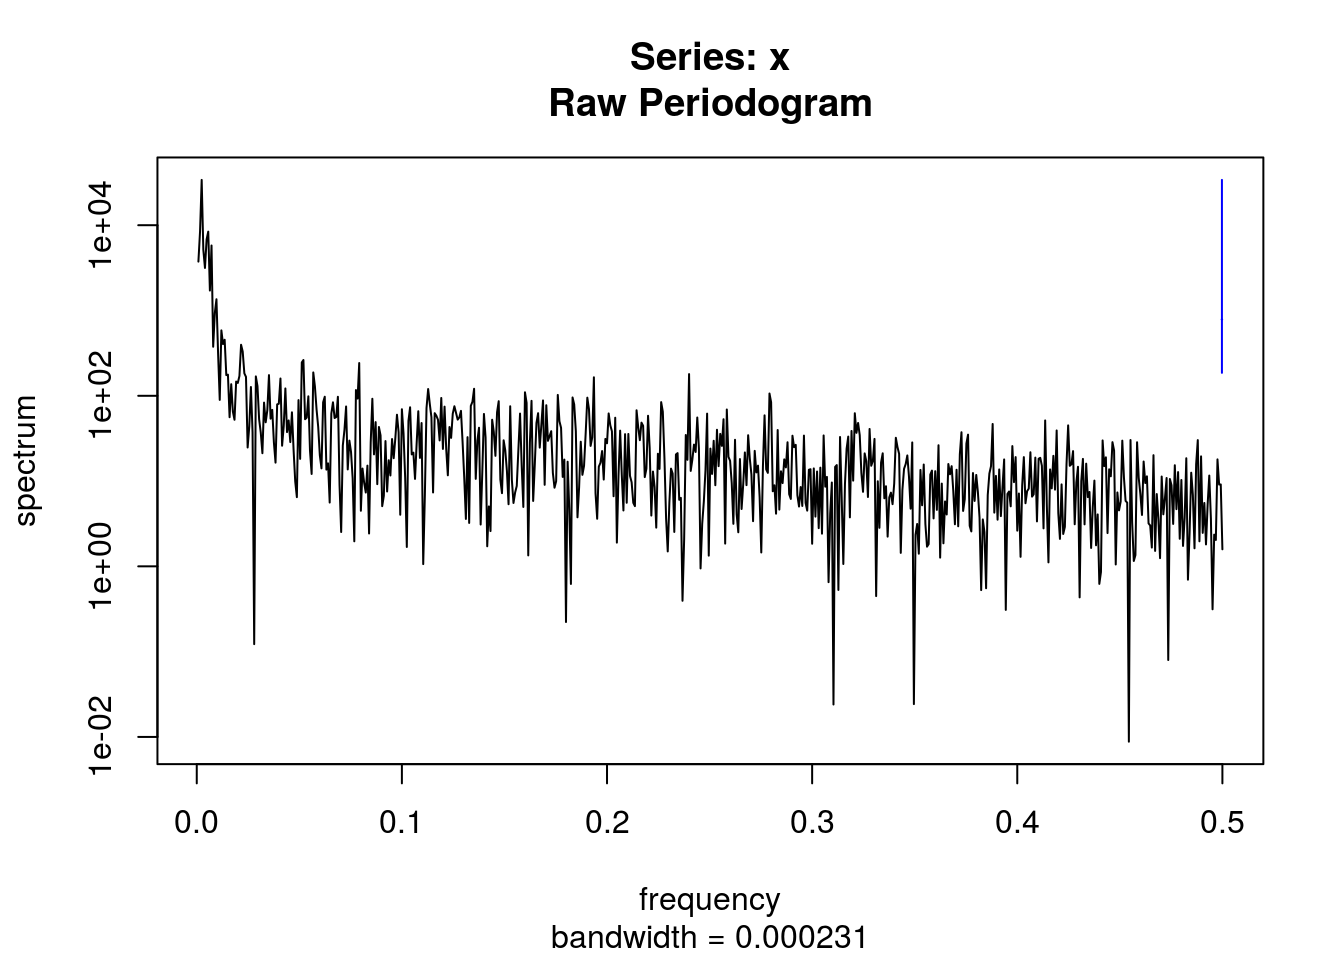 Series: x
Raw Periodogram
spectrum
1e+04
1e+02
1e+00
1e-02
0.0 0.1 0.2 0.3 0.4 0.5
frequency
bandwidth = 0.000231